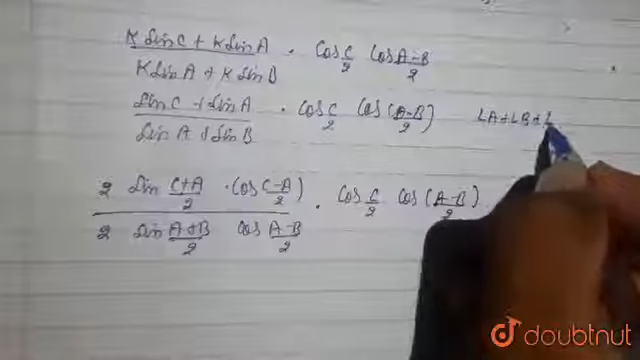 K sin C + K sin A / K sin A + K sin B · cos C/2 cos A-B/2
sin C + sin A / sin A + sin B · cos C/2 cos (A-B/2) ∠A+∠B+∠
2 sin C+A/2 · cos (C-A/2) / 2 sin A+B/2 cos A-B/2 · cos C/2 cos (A-B/2)
doubtnut